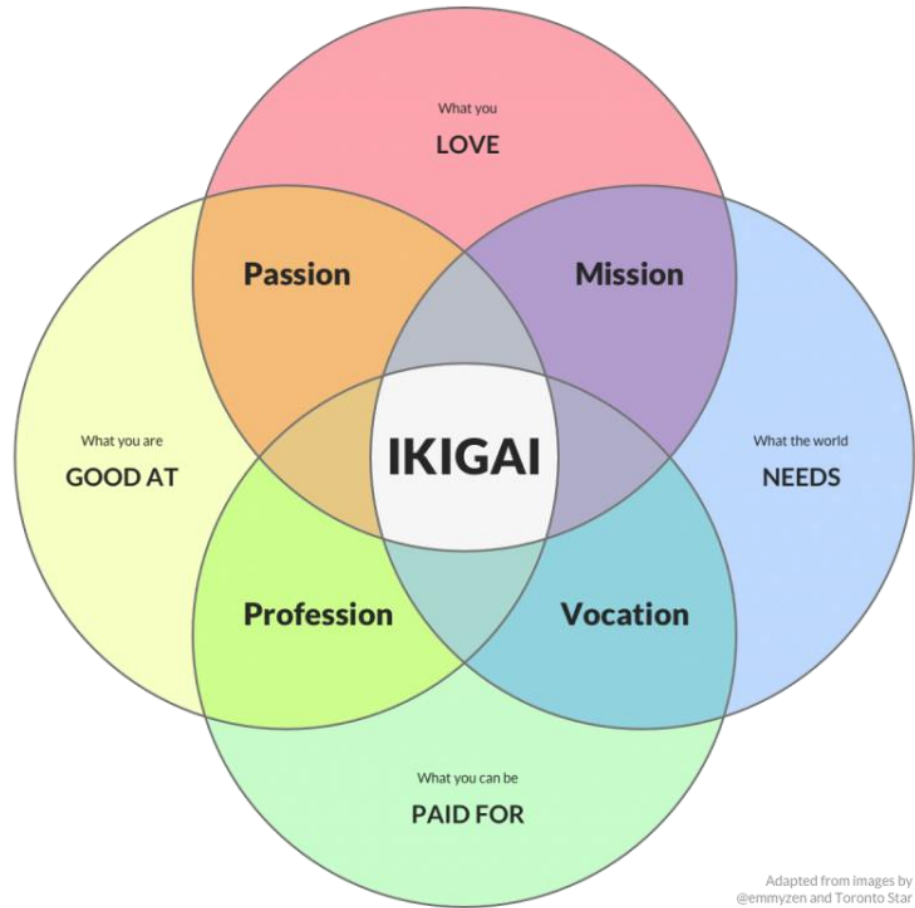 What you
LOVE
Passion
Mission
What you are
GOOD AT
IKIGAI
What the world
NEEDS
Profession
Vocation
What you can be
PAID FOR
Adapted from images by
@emmyzen and Toronto Star